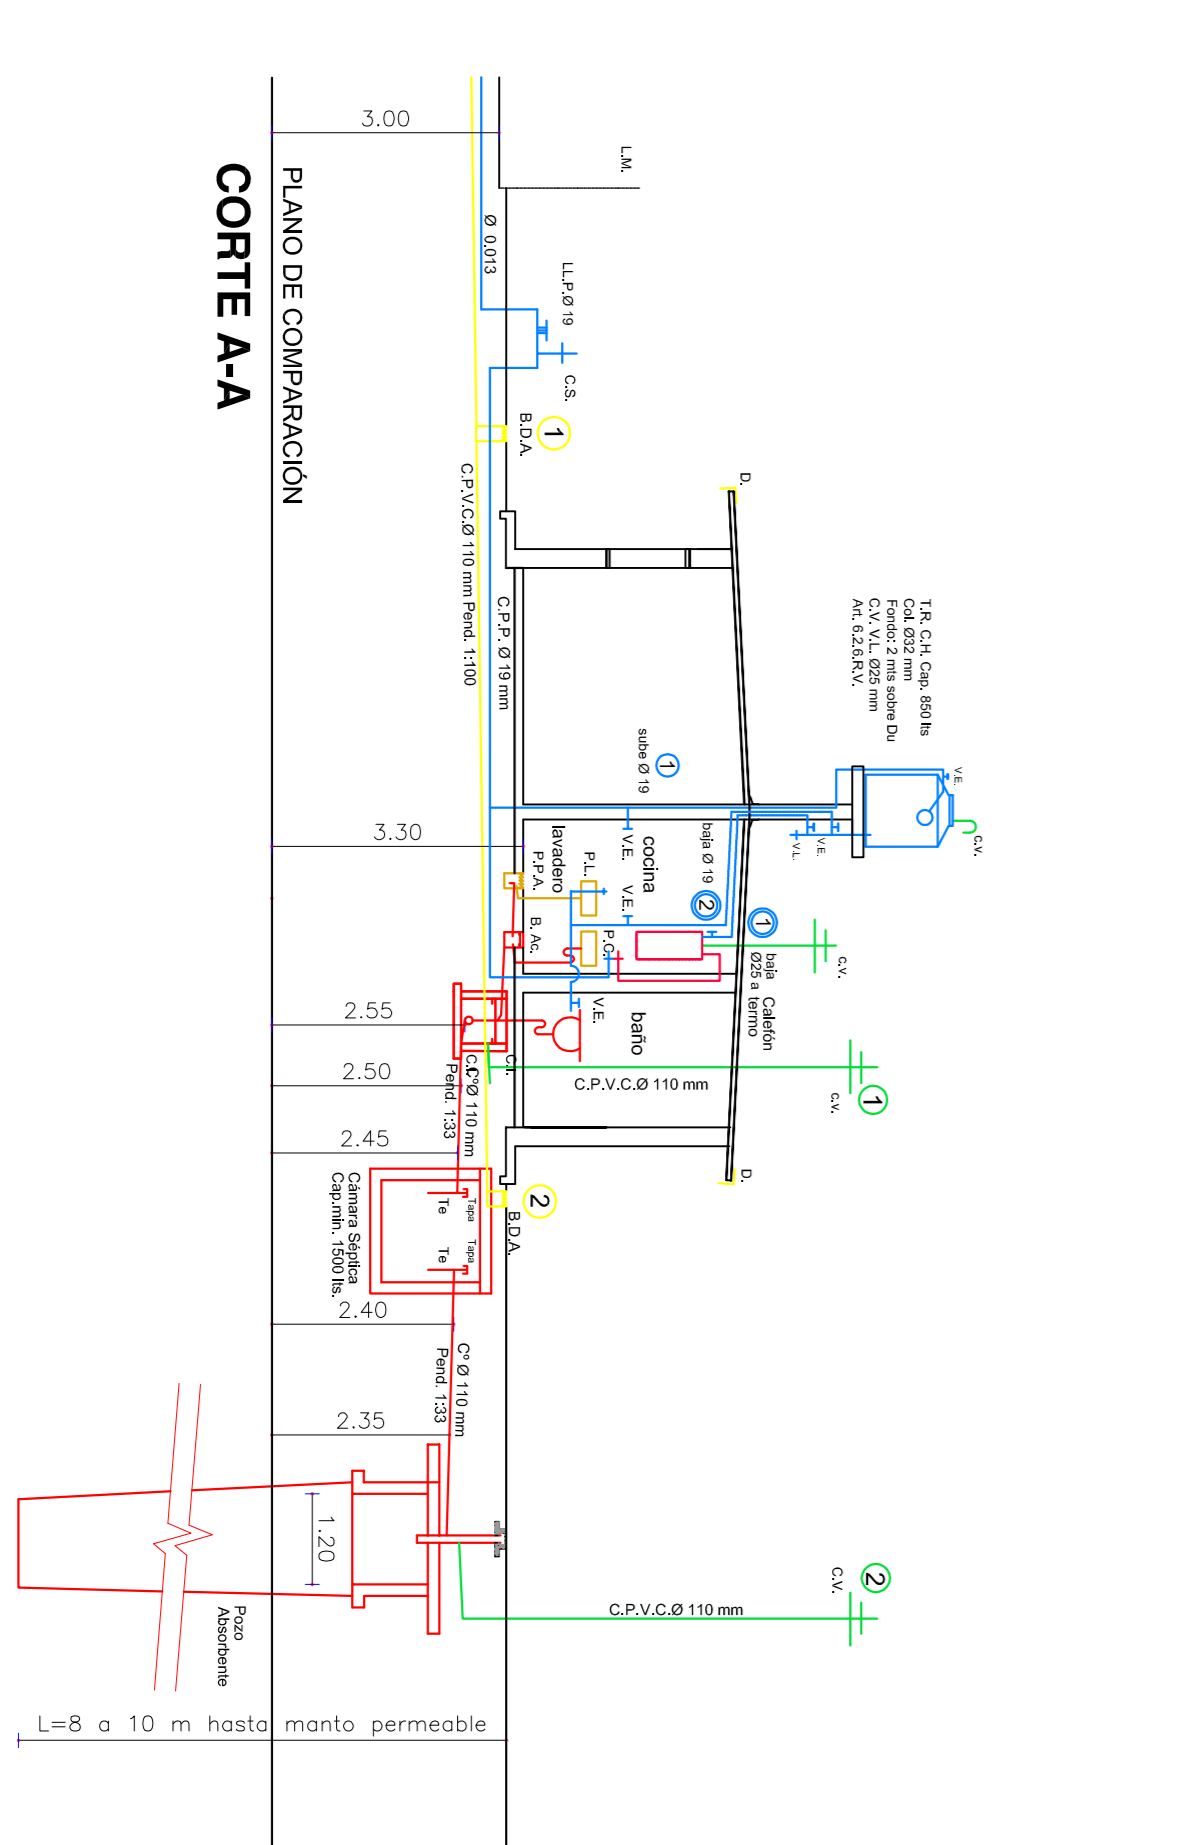 T.R. C.H. Cap. 850 lts
Col. Ø32 mm
Fondo: 2 mts sobre Du
C.V. V.L. Ø25 mm
Art. 6.2.6.R.V.
V.E.
C.V.
V.L.
V.E.
L.M.
LL.P.Ø 19
C.S.
Ø 0.013
3.00
1
B.D.A.
D.
C.P.V.C.Ø 110 mm Pend. 1:100
C.P.P. Ø 19 mm
1
sube Ø 19
baja Ø 19
2
1
baja
Ø25 a termo
Calefón
C.V.
cocina
V.E.
V.E.
lavadero
P.L.
P.P.A.
P.C.
B. Ac.
V.E.
baño
C.P.V.C.Ø 110 mm
C.V.
1
D.
3.30
C.I.
C.I.
C°Ø 110 mm
Pend. 1:33
2.55
2.50
2.45
2
B.D.A.
Tapa
Tapa
Te
Te
Cámara Séptica
Cap.min. 1500 lts.
2.40
Cº Ø 110 mm
Pend. 1:33
2.35
1.20
Pozo
Absorbente
C.P.V.C.Ø 110 mm
C.V.
2
L=8 a 10 m hasta manto permeable
PLANO DE COMPARACIÓN
CORTE A-A